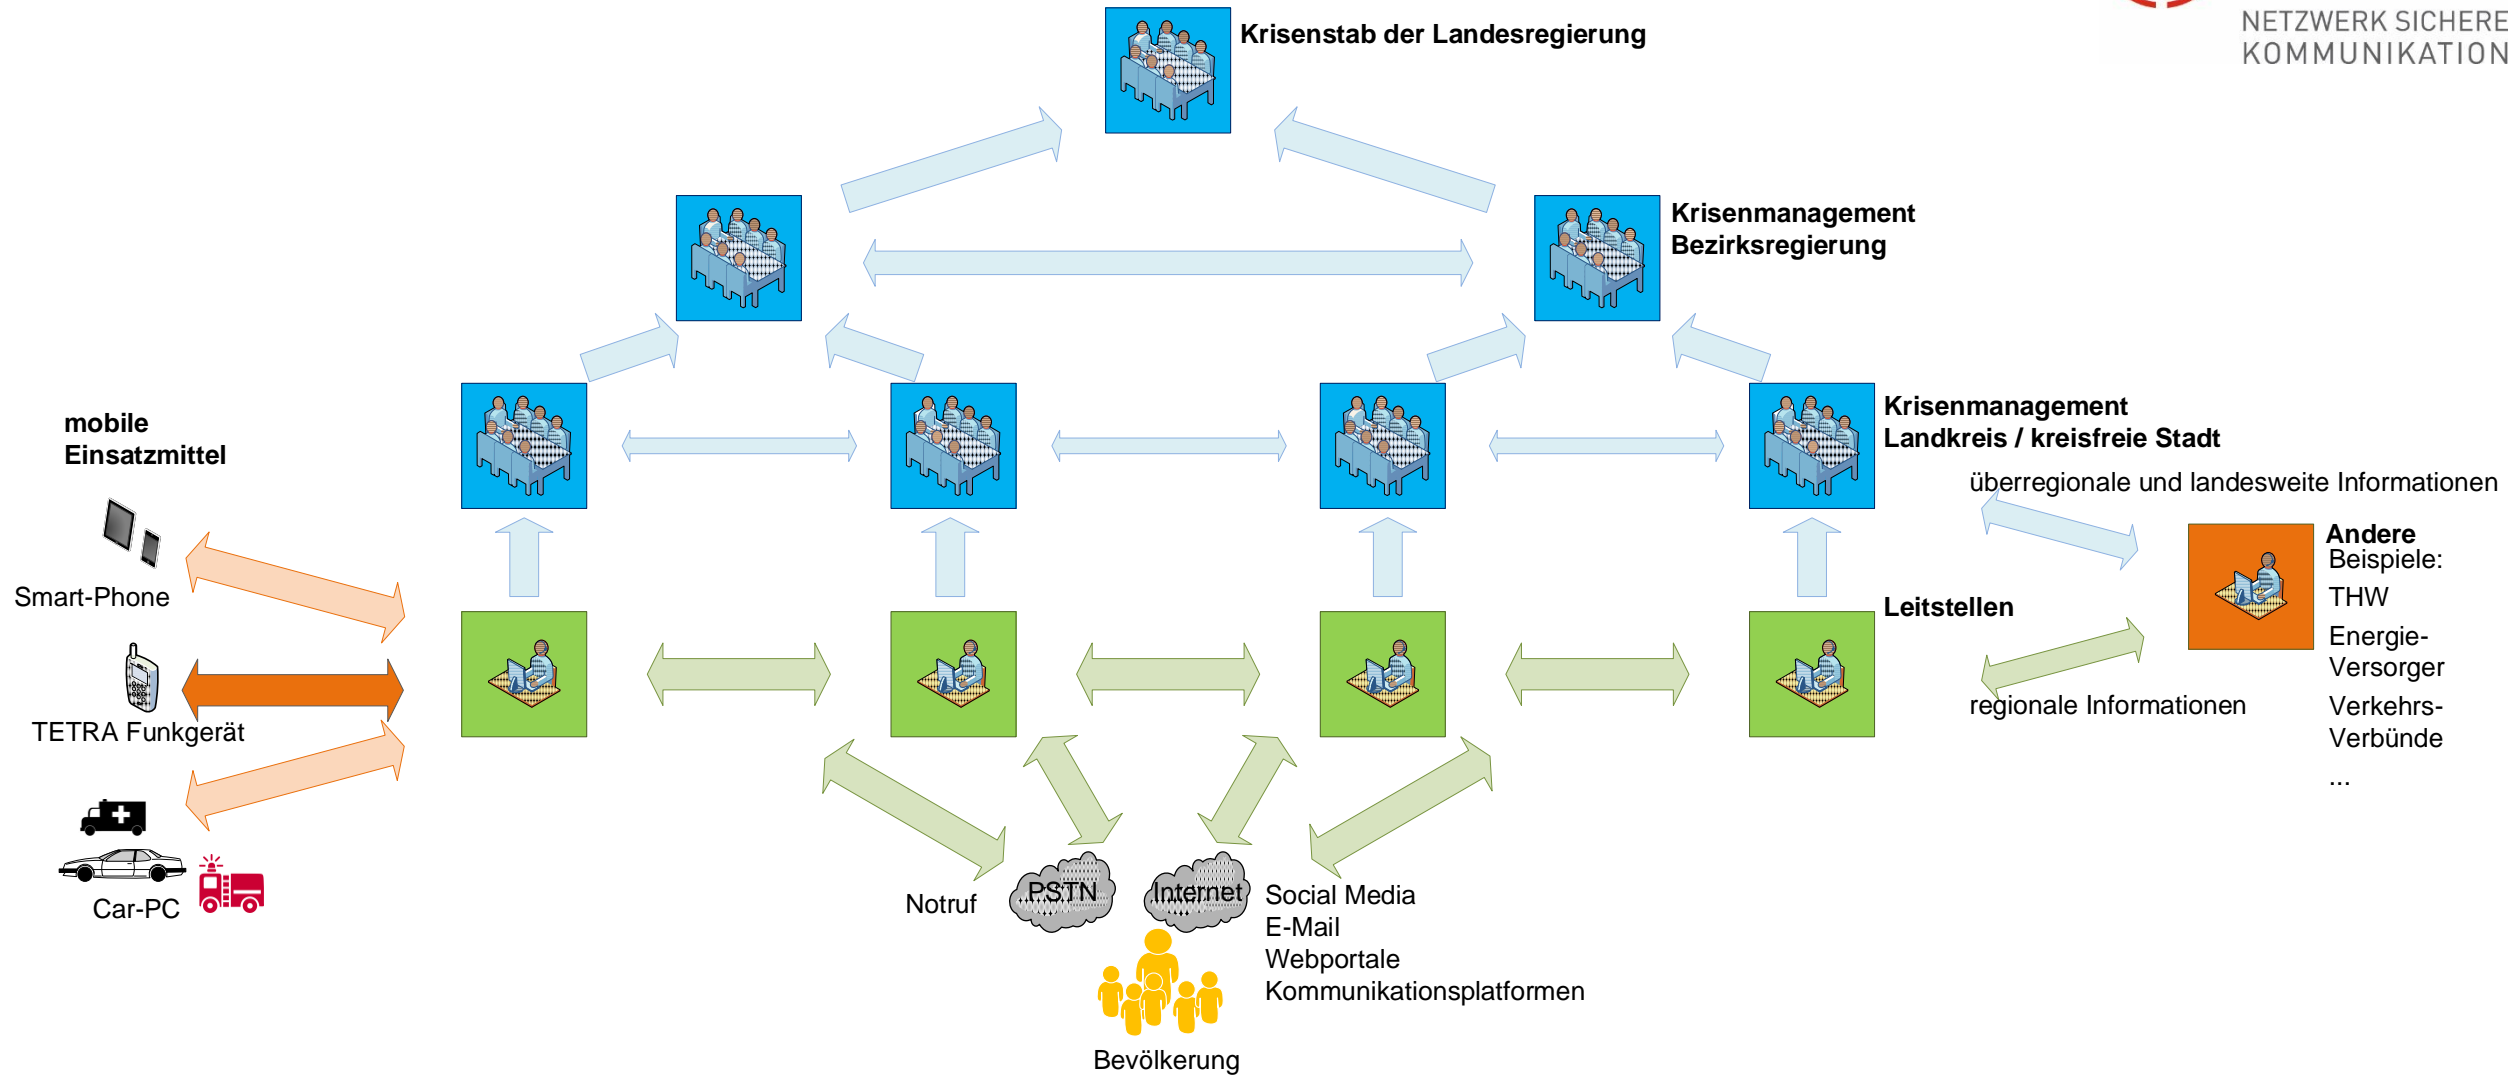 NETZWERK SICHERE
KOMMUNIKATION
Krisenstab der Landesregierung
Krisenmanagement
Bezirksregierung
mobile
Einsatzmittel
Krisenmanagement
Landkreis / kreisfreie Stadt
überregionale und landesweite Informationen
Andere
Beispiele:
THW
Energie-
Versorger
Verkehrs-
Verbünde
...
Smart-Phone
Leitstellen
regionale Informationen
TETRA Funkgerät
Car-PC
Notruf
PSTN
Internet
Social Media
E-Mail
Webportale
Kommunikationsplatformen
Bevölkerung